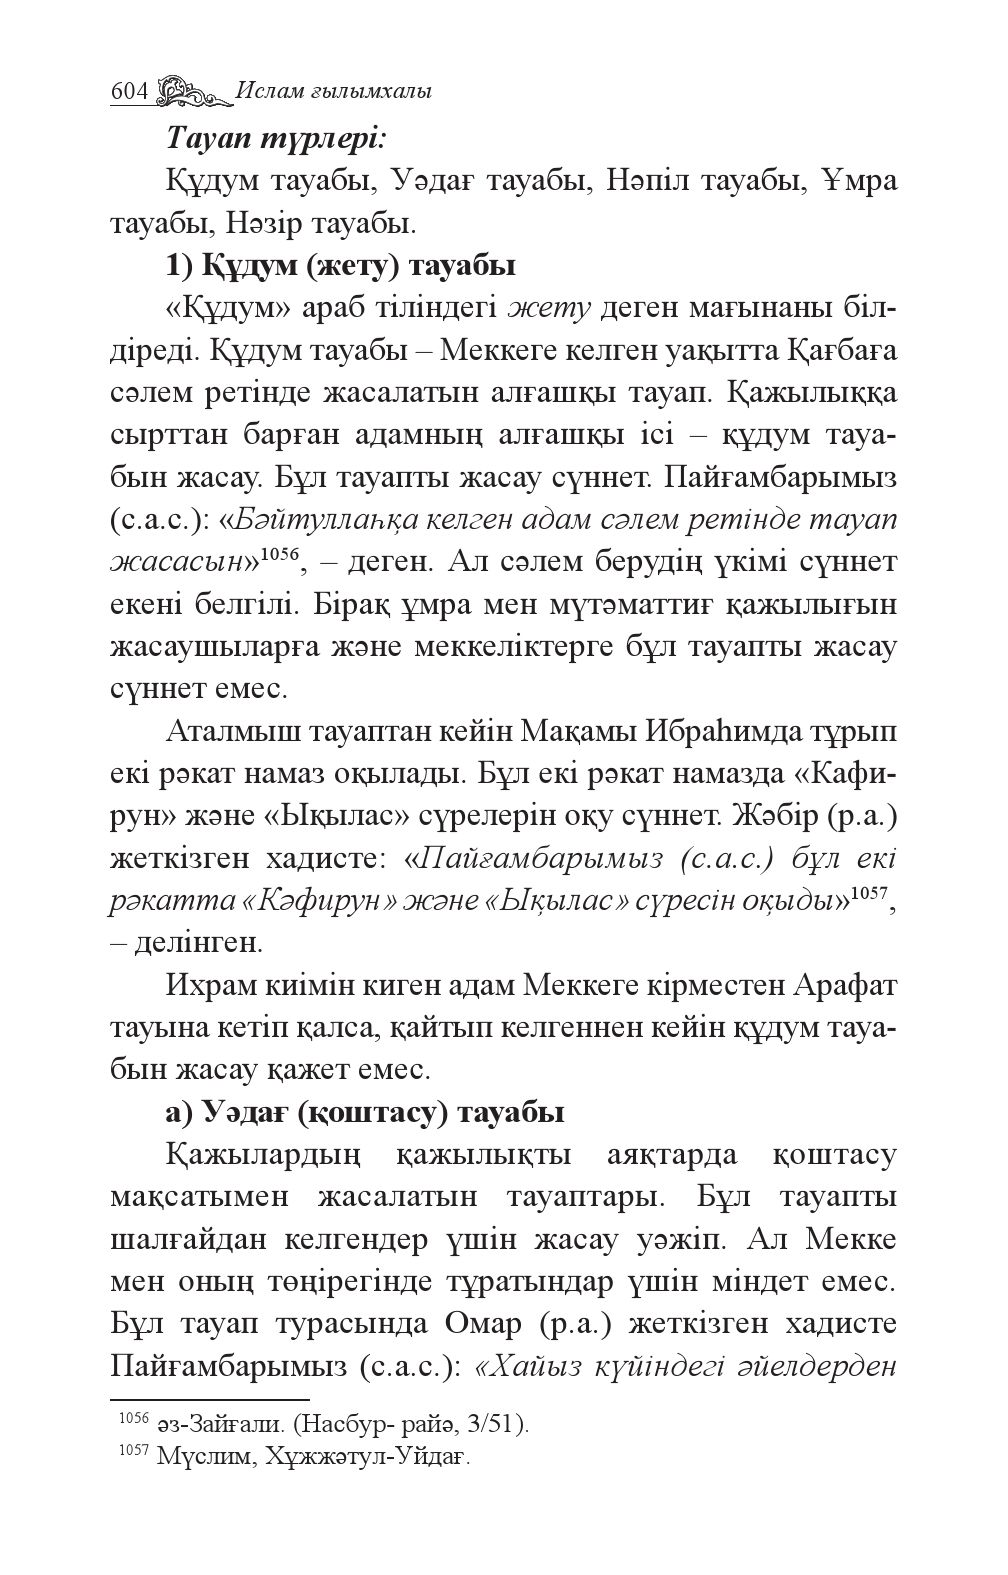 604 Ислам ғылымхалы
Тауап түрлері:
Құдум тауабы, Уәдағ тауабы, Нәпіл тауабы, Ұмра
тауабы, Нәзір тауабы.
1) Құдум (жету) тауабы
«Құдум» араб тіліндегі жету деген мағынаны біл-
діреді. Құдум тауабы – Меккеге келген уақытта Қағбаға
сәлем ретінде жасалатын алғашқы тауап. Қажылыққа
сырттан барған адамның алғашқы ісі – құдум тауа-
бын жасау. Бұл тауапты жасау сүннет. Пайғамбарымыз
(с.а.с.): «Бәйтуллаһқа келген адам сәлем ретінде тауап
жасасын»1056, – деген. Ал сәлем берудің үкімі сүннет
екені белгілі. Бірақ ұмра мен мүтәматтиғ қажылығын
жасаушыларға және меккеліктерге бұл тауапты жасау
сүннет емес.
Аталмыш тауаптан кейін Мақамы Ибраһимда тұрып
екі рәкат намаз оқылады. Бұл екі рәкат намазда «Кафи-
рун» және «Ықылас» сүрелерін оқу сүннет. Жәбір (р.а.)
жеткізген хадисте: «Пайғамбарымыз (с.а.с.) бұл екі
рәкатта «Кәфирун» және «Ықылас» сүресін оқыды»1057,
– делінген.
Ихрам киімін киген адам Меккеге кірместен Арафат
тауына кетіп қалса, қайтып келгеннен кейін құдум тауа-
бын жасау қажет емес.
а) Уәдағ (қоштасу) тауабы
Қажылардың қажылықты аяқтарда қоштасу
мақсатымен жасалатын тауаптары. Бұл тауапты
шалғайдан келгендер үшін жасау уәжіп. Ал Мекке
мен оның төңірегінде тұратындар үшін міндет емес.
Бұл тауап турасында Омар (р.а.) жеткізген хадисте
Пайғамбарымыз (с.а.с.): «Хайыз күйіндегі әйелдерден
1056 әз-Зайғали. (Насбур- райә, 3/51).
1057 Мүслим, Хұжжәтул-Уйдағ.